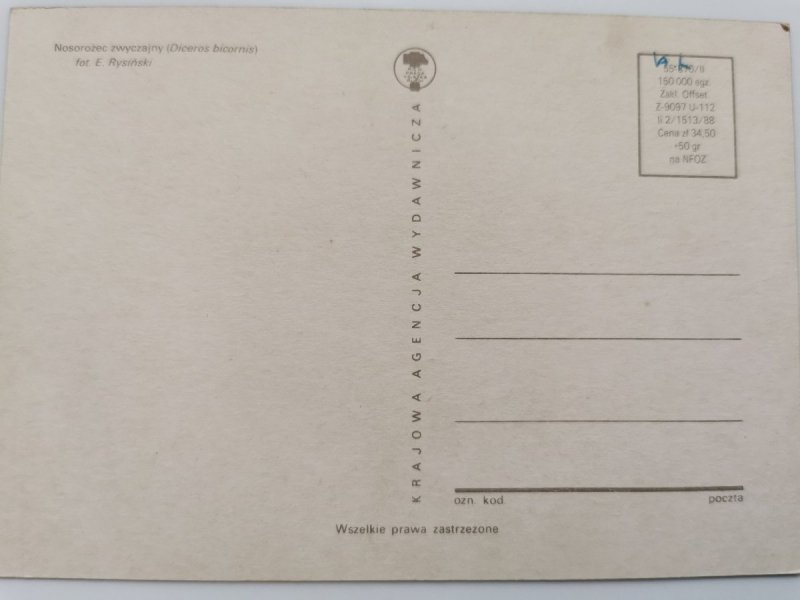 Nosorożec zwyczajny (Diceros bicornis)
fot. E. Rysiński
KRAJOWA AGENCJA WYDAWNICZA
150 000 egz.
Zakł. Offset.
Z-9097 U-112
II 2/1513/88
Cena zł 34,50
+50 gr
na NFOZ
ozn. kod
poczta
Wszelkie prawa zastrzeżone